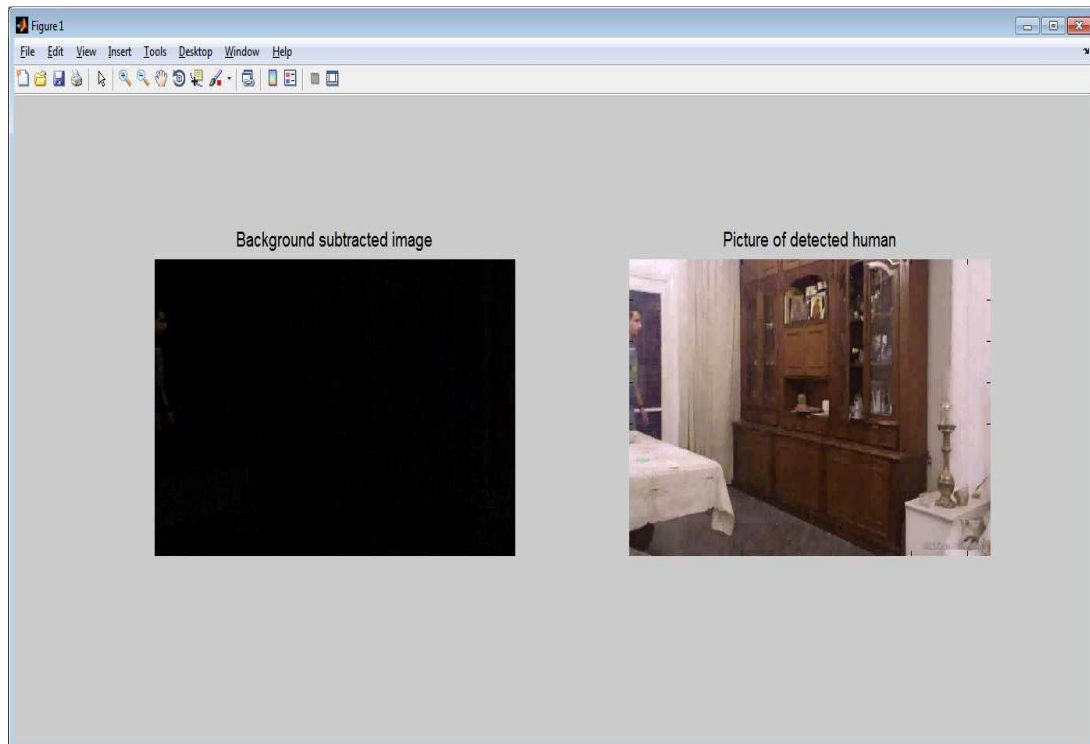 Figure 1
File Edit View Insert Tools Desktop Window Help
Background subtracted image
Picture of detected human